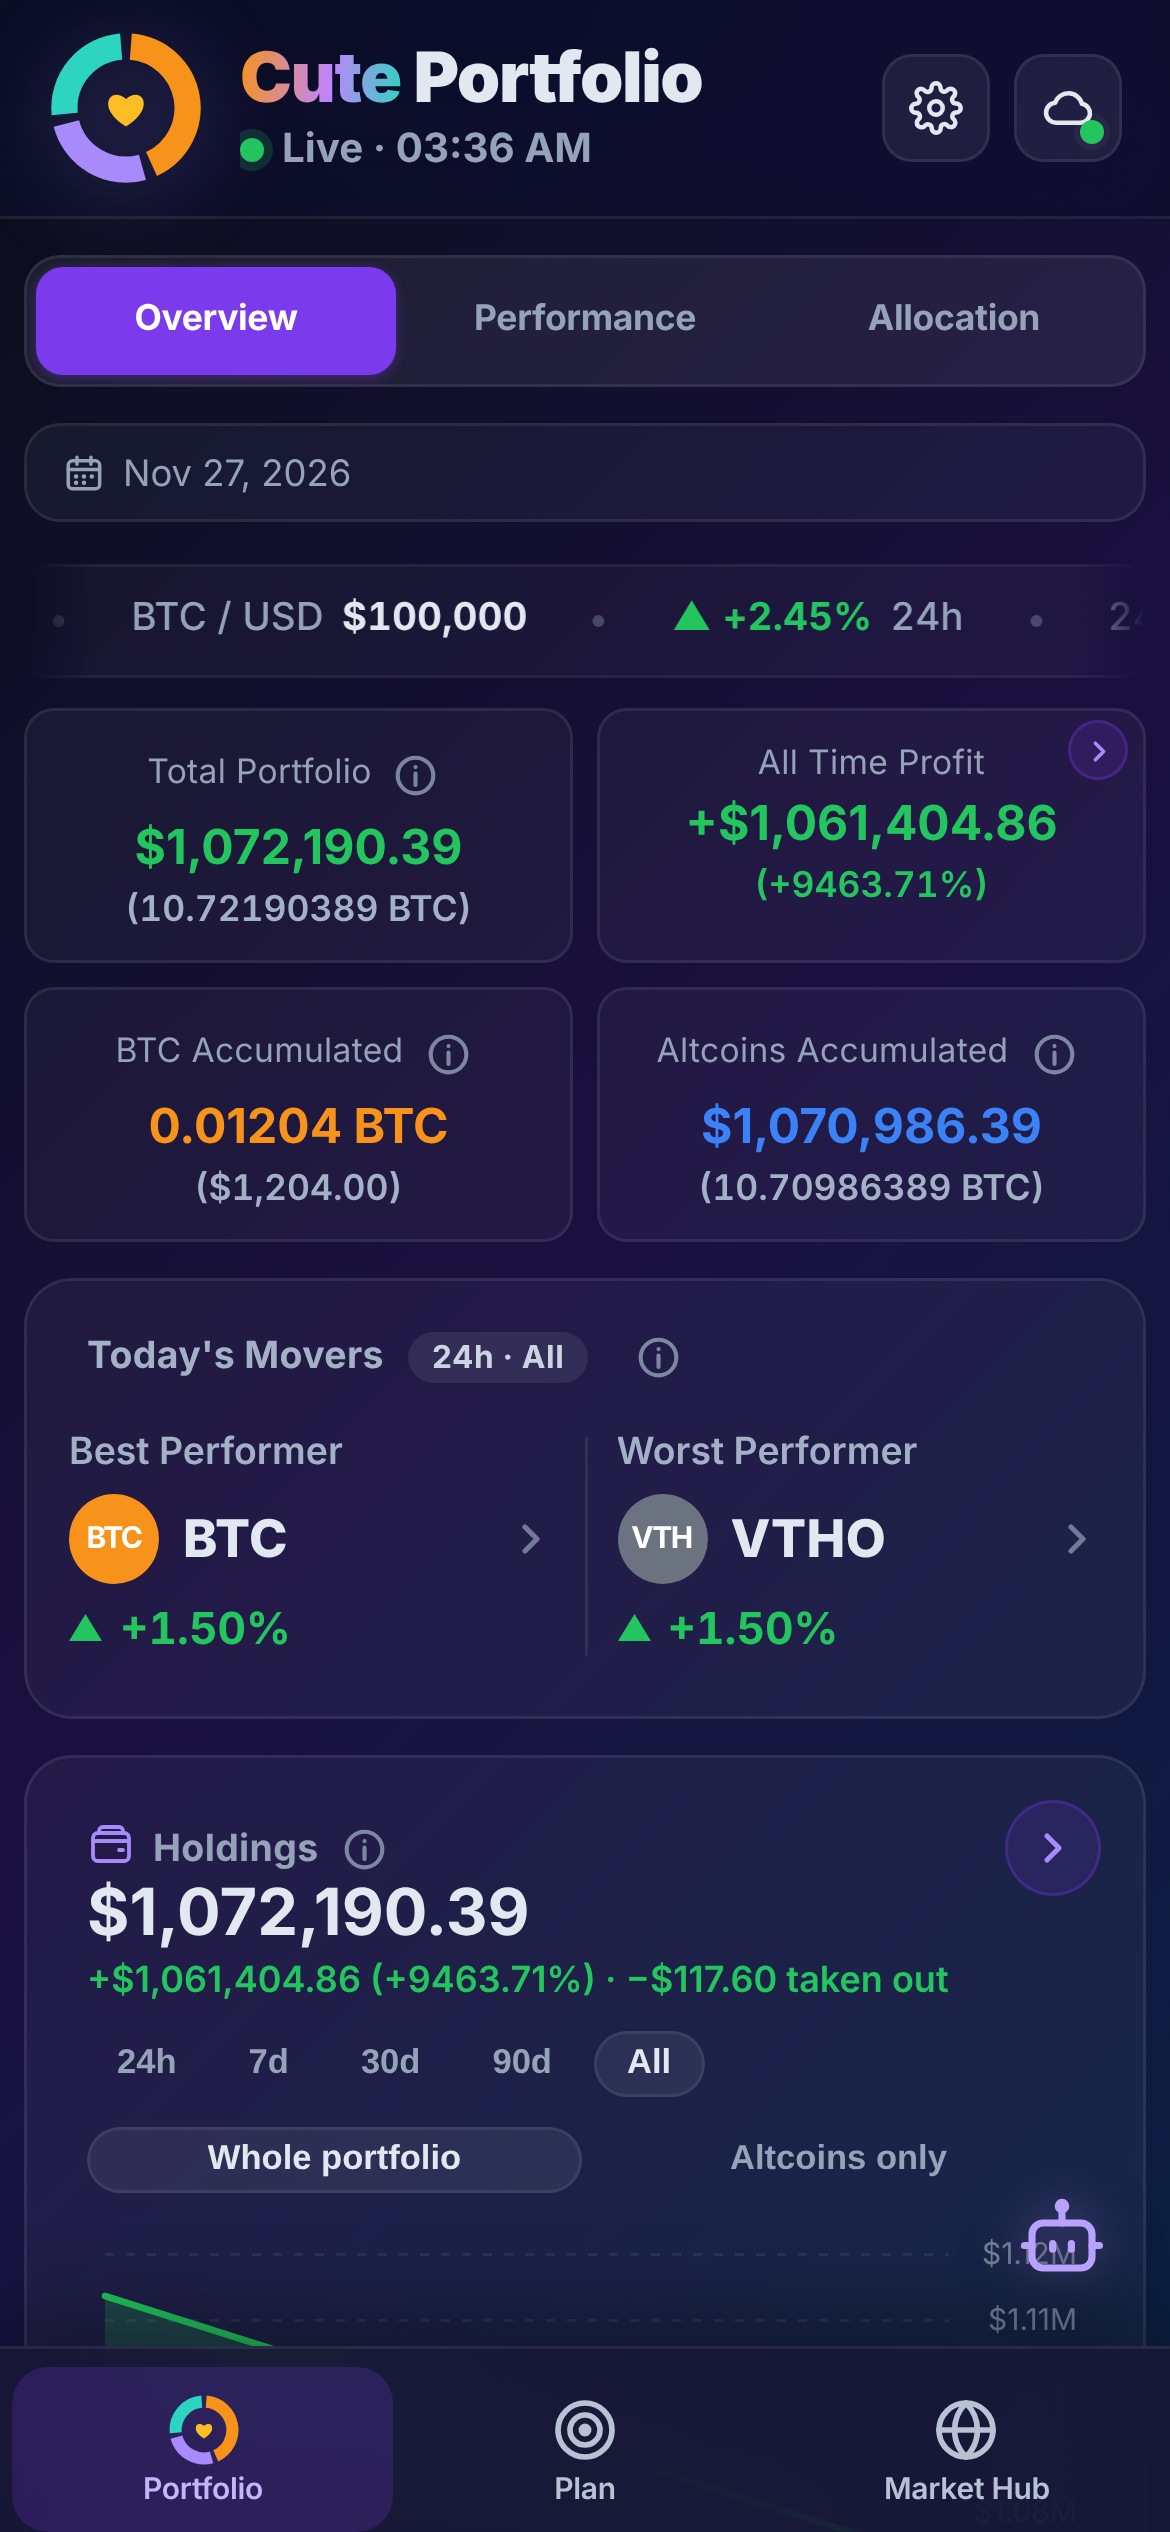 Cute Portfolio
Live · 03:36 AM
Overview Performance Allocation
Nov 27, 2026
BTC / USD $100,000 • ▲ +2.45% 24h •
Total Portfolio
$1,072,190.39
(10.72190389 BTC)
All Time Profit
+$1,061,404.86
(+9463.71%)
BTC Accumulated
0.01204 BTC
($1,204.00)
Altcoins Accumulated
$1,070,986.39
(10.70986389 BTC)
Today's Movers 24h · All
Best Performer
BTC BTC
▲ +1.50%
Worst Performer
VTH VTHO
▲ +1.50%
Holdings
$1,072,190.39
+$1,061,404.86 (+9463.71%) · −$117.60 taken out
24h 7d 30d 90d All
Whole portfolio Altcoins only
$1.12M
$1.11M
$1.08M
Portfolio Plan Market Hub